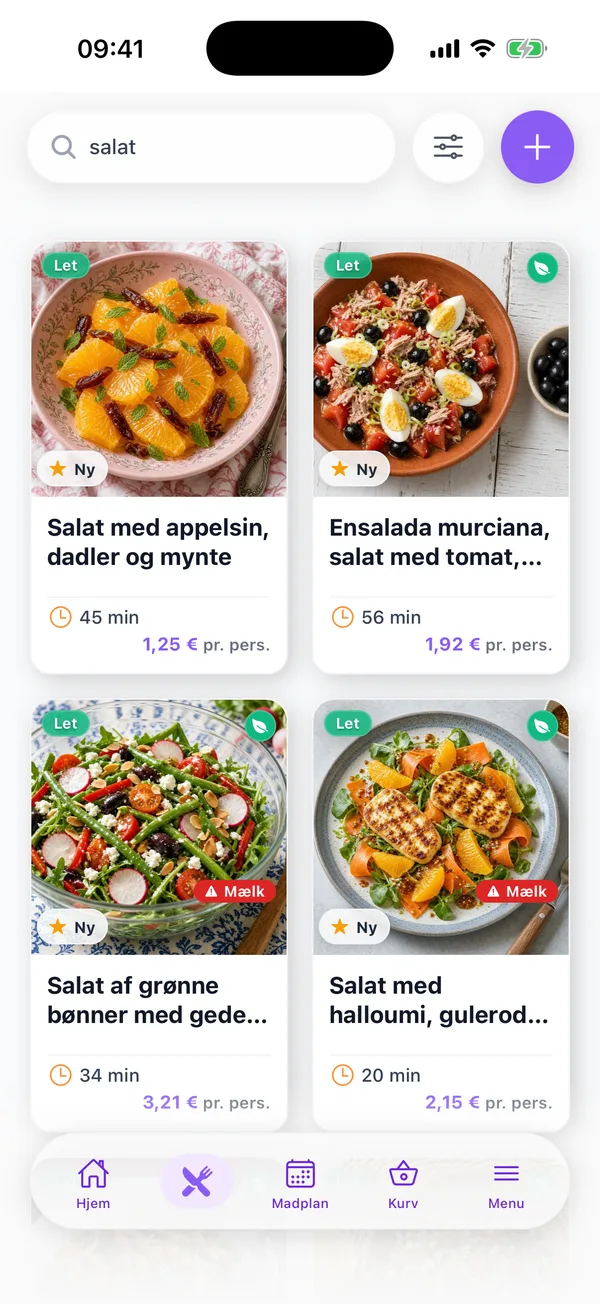 09:41
salat
Let
Ny
Salat med appelsin,
dadler og mynte
45 min
1,25 € pr. pers.
Let
Ny
Ensalada murciana,
salat med tomat,...
56 min
1,92 € pr. pers.
Let
Mælk
Ny
Salat af grønne
bønner med gede...
34 min
3,21 € pr. pers.
Let
Mælk
Ny
Salat med
halloumi, gulerod...
20 min
2,15 € pr. pers.
Hjem
Madplan
Kurv
Menu